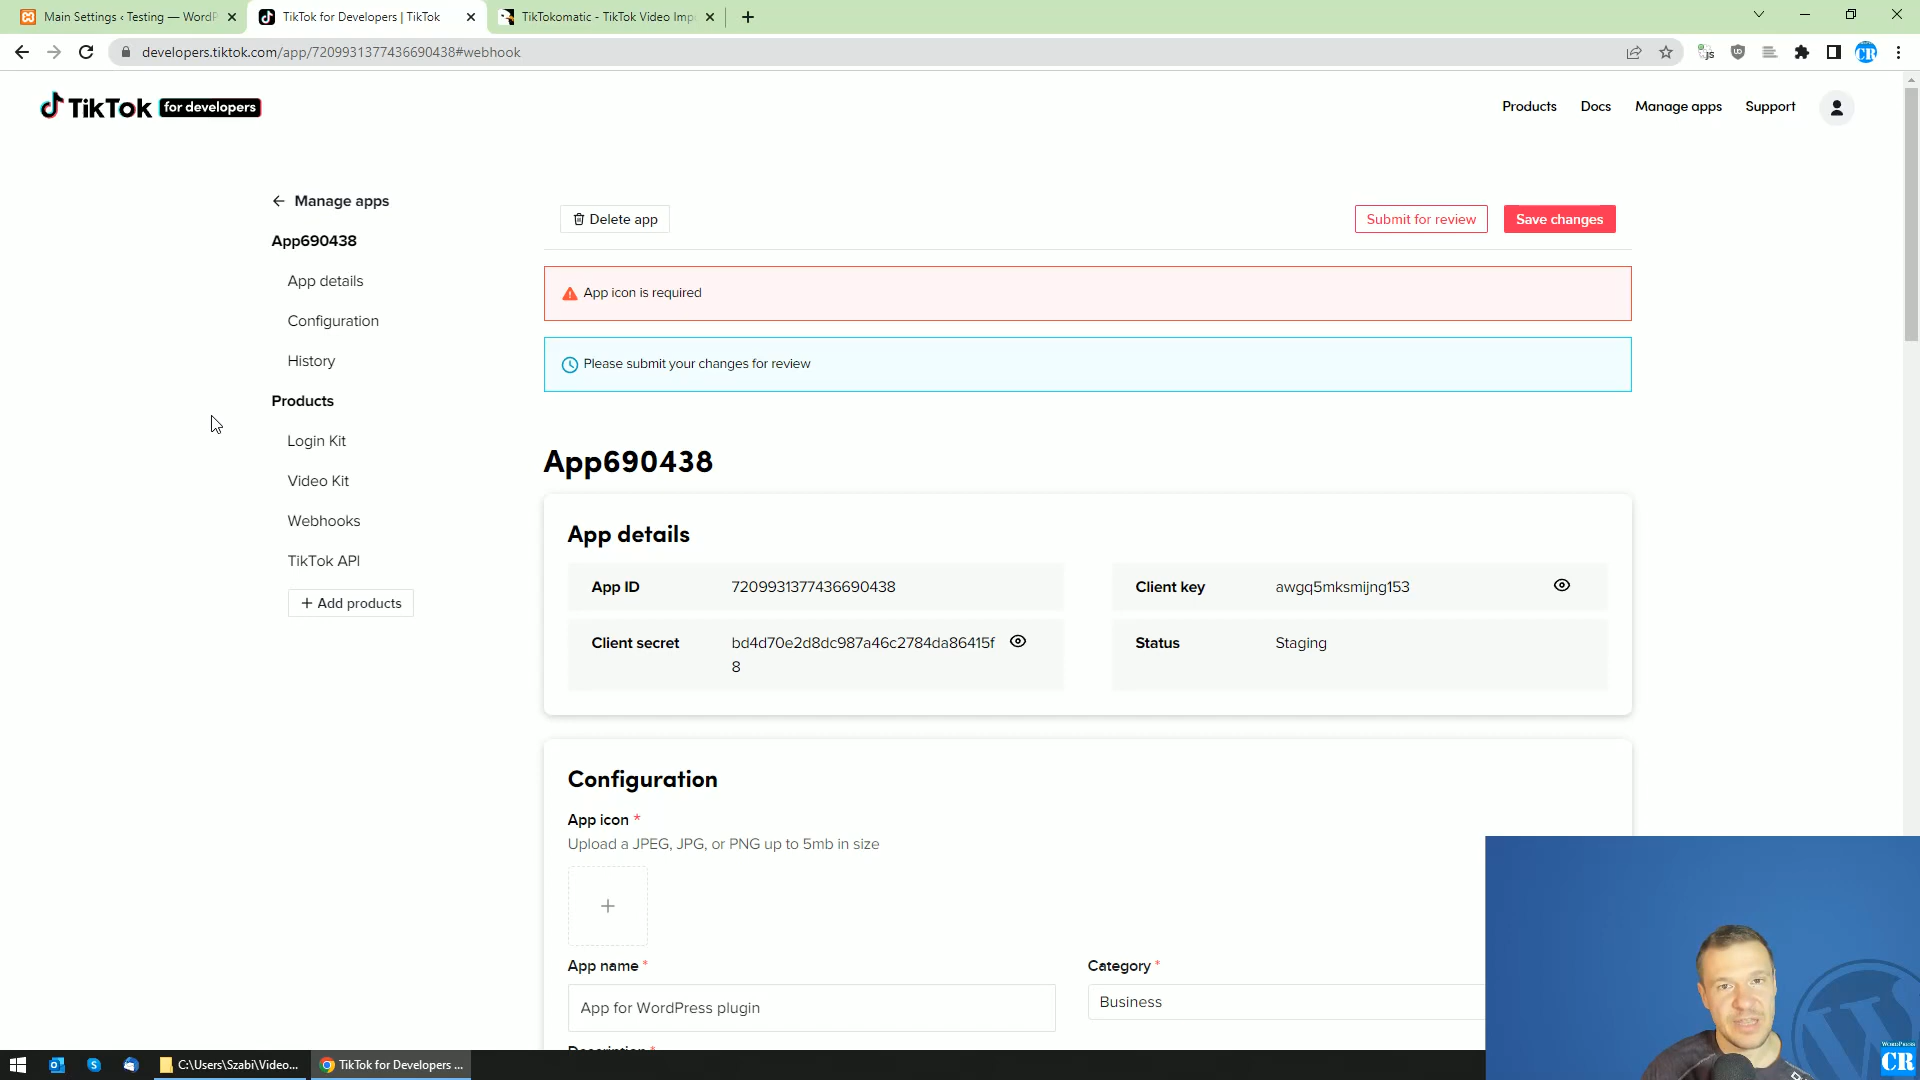 Main Settings ‹ Testing — WordP
TikTok for Developers | TikTok
TikTokomatic - TikTok Video Imp
developers.tiktok.com/app/7209931377436690438#webhook
TikTok for developers
Products
Docs
Manage apps
Support
Manage apps
App690438
App details
Configuration
History
Products
Login Kit
Video Kit
Webhooks
TikTok API
+ Add products
Delete app
Submit for review
Save changes
App icon is required
Please submit your changes for review
App690438
App details
App ID
7209931377436690438
Client key
awgq5mksmijng153
Client secret
bd4d70e2d8dc987a46c2784da86415f
8
Status
Staging
Configuration
App icon *
Upload a JPEG, JPG, or PNG up to 5mb in size
App name *
App for WordPress plugin
Category *
Business
Description *
C:\Users\Szabi\Video...
TikTok for Developers ...
WORDPRESS
CR